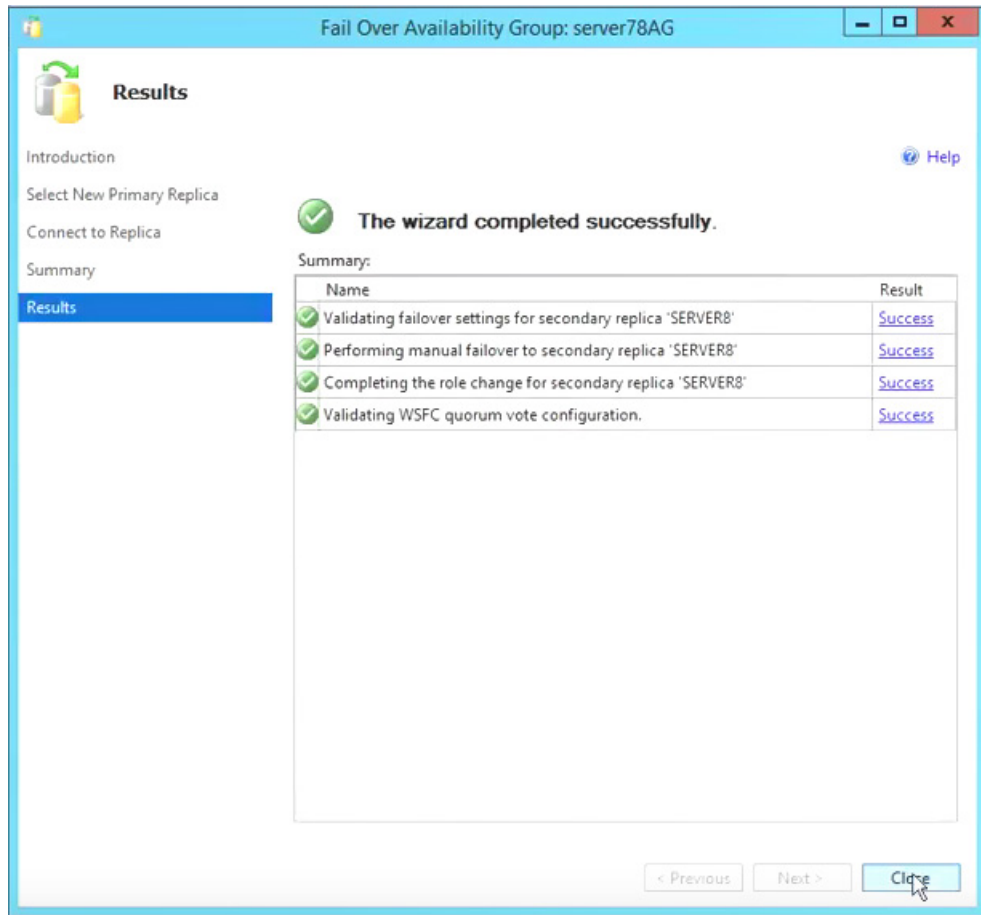 Fail Over Availability Group: server78AG
Results
Introduction
Help
Select New Primary Replica
Connect to Replica
Summary
Results
The wizard completed successfully.
Summary:
Name Result
Validating failover settings for secondary replica 'SERVER8' Success
Performing manual failover to secondary replica 'SERVER8' Success
Completing the role change for secondary replica 'SERVER8' Success
Validating WSFC quorum vote configuration. Success
< Previous Next > Close